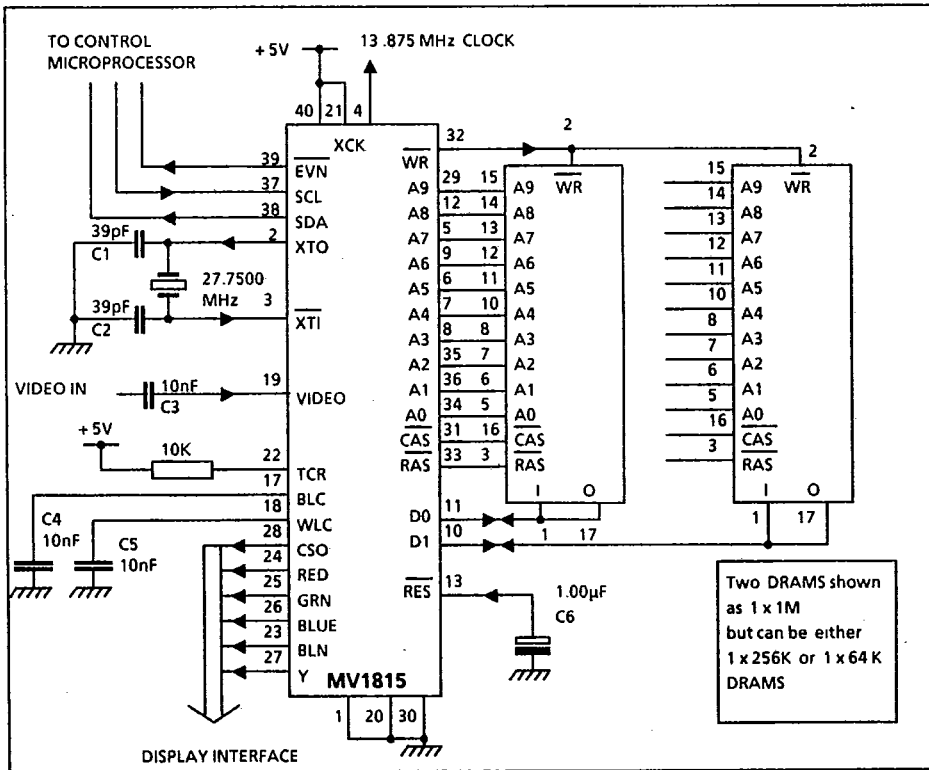 TO CONTROL
MICROPROCESSOR
+ 5V
13 .875 MHz CLOCK
40 21 4
XCK
39 EVN
37 SCL
38 SDA
2 XTO
39pF
C1
27.7500
MHz
3 XTI
39pF
C2
VIDEO IN
10nF
C3
19 VIDEO
+ 5V
10K
22 TCR
17 BLC
18 WLC
C4
10nF
C5
10nF
28 CSO
24 RED
25 GRN
26 BLUE
23 BLN
27 Y
MV1815
1 20 30
DISPLAY INTERFACE
WR 32
A9 29 15 A9
A8 12 14 A8
A7 5 13 A7
A6 9 12 A6
A5 6 11 A5
A4 7 10 A4
A3 8 8 A3
A2 35 7 A2
A1 36 6 A1
A0 34 5 A0
CAS 31 16 CAS
RAS 33 3 RAS
D0 11
D1 10
RES 13
1.00µF
C6
2
WR
I O
1 17
2
WR
15 A9
14 A8
13 A7
12 A6
11 A5
10 A4
8 A3
7 A2
6 A1
5 A0
16 CAS
3 RAS
I O
1 17
Two DRAMS shown
as 1 x 1M
but can be either
1 x 256K or 1 x 64 K
DRAMS